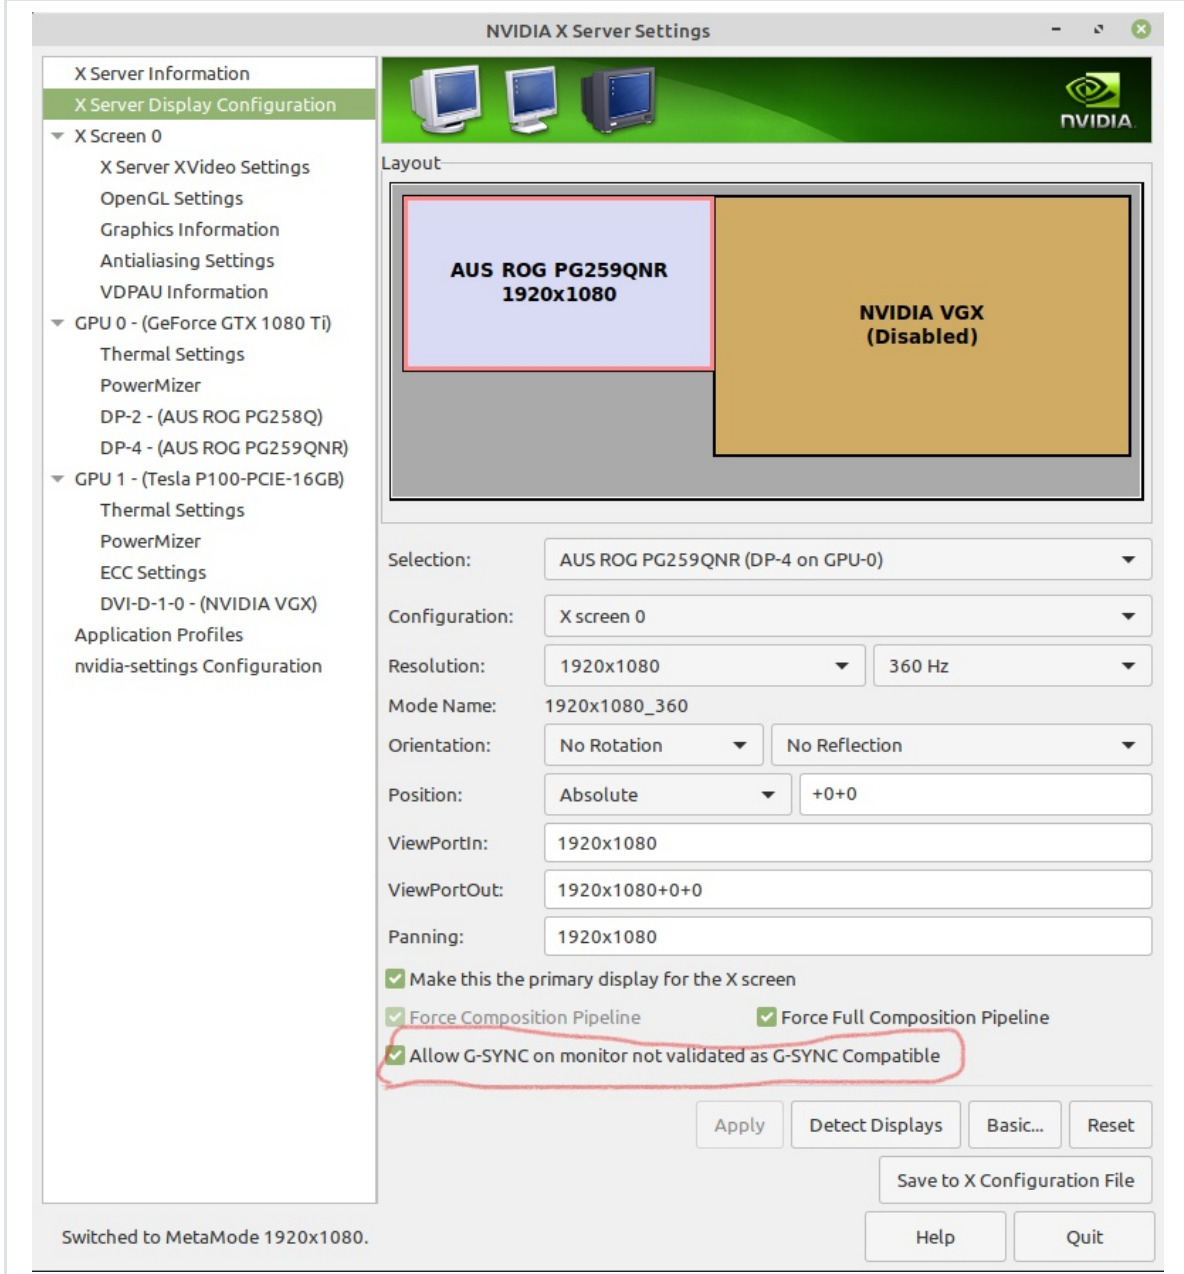 NVIDIA X Server Settings
X Server Information
X Server Display Configuration
X Screen 0
X Server XVideo Settings
OpenGL Settings
Graphics Information
Antialiasing Settings
VDPAU Information
GPU 0 - (GeForce GTX 1080 Ti)
Thermal Settings
PowerMizer
DP-2 - (AUS ROG PG258Q)
DP-4 - (AUS ROG PG259QNR)
GPU 1 - (Tesla P100-PCIE-16GB)
Thermal Settings
PowerMizer
ECC Settings
DVI-D-1-0 - (NVIDIA VGX)
Application Profiles
nvidia-settings Configuration
NVIDIA.
Layout
AUS ROG PG259QNR
1920x1080
NVIDIA VGX
(Disabled)
Selection: AUS ROG PG259QNR (DP-4 on GPU-0)
Configuration: X screen 0
Resolution: 1920x1080 360 Hz
Mode Name: 1920x1080_360
Orientation: No Rotation No Reflection
Position: Absolute +0+0
ViewPortIn: 1920x1080
ViewPortOut: 1920x1080+0+0
Panning: 1920x1080
Make this the primary display for the X screen
Force Composition Pipeline Force Full Composition Pipeline
Allow G-SYNC on monitor not validated as G-SYNC Compatible
Apply Detect Displays Basic... Reset
Save to X Configuration File
Switched to MetaMode 1920x1080. Help Quit